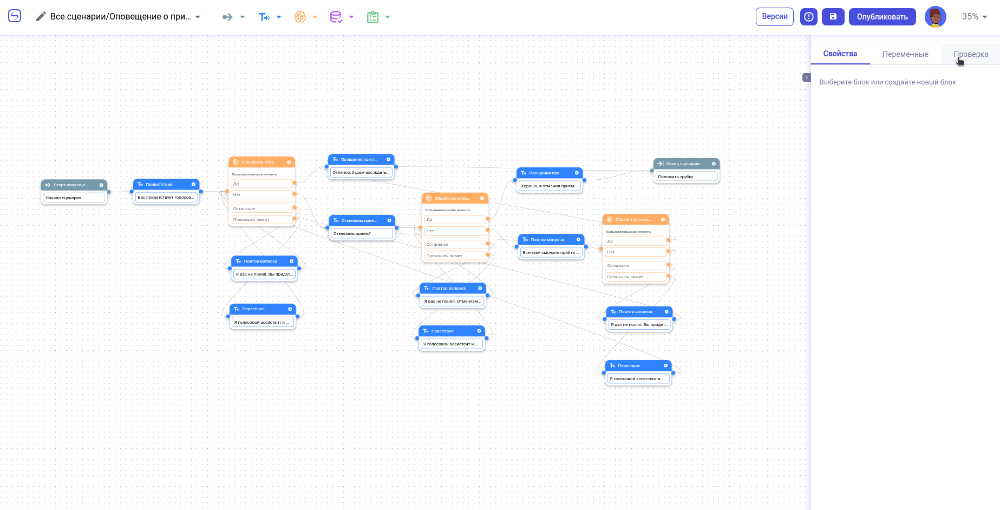 Все сценарии/Оповещение о при...
Версии
Опубликовать
35%
Свойства
Переменные
Проверка
Выберите блок или создайте новый блок
Старт оповеще...
Начало сценария
Приветствие
Вас приветствует голосов...
Обработка отве...
Пользовательские интенты
Да
Нет
Остальное
Превышен лимит
Прощание при п...
Отлично, будем вас ждать...
Отменяем прие...
Отменяем прием?
Повтор вопроса
Я вас не понял. Вы придет...
Переспрос
Я голосовой ассистент и ...
Обработка отве...
Пользовательские интенты
Да
Нет
Остальное
Превышен лимит
Повтор вопроса
Я вас не понял. Отменяем...
Переспрос
Я голосовой ассистент и ...
Прощании при ...
Хорошо, я отменил прием...
Повтор вопроса
Все-таки сможете прийти ...
Конец сценария...
Положить трубку
Обработка отве...
Пользовательские интенты
Да
Нет
Остальное
Превышен лимит
Повтор вопроса
Я вас не понял. Вы придет...
Переспрос
Я голосовой ассистент и ...